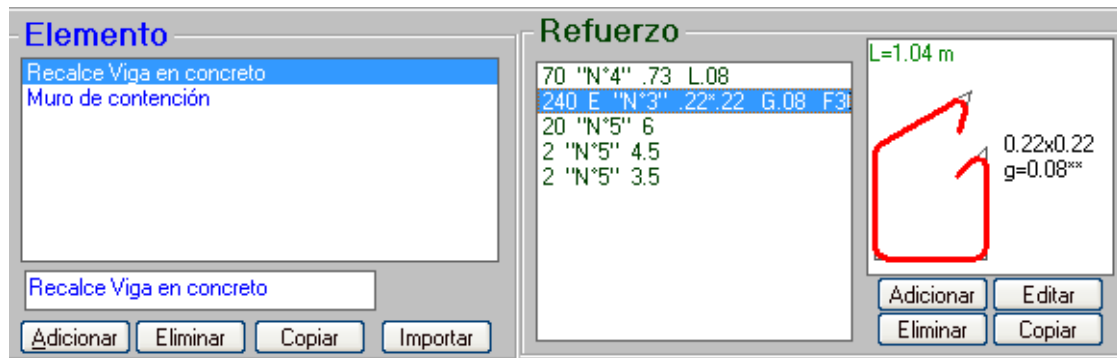 Elemento
Recalce Viga en concreto
Muro de contención
Recalce Viga en concreto
Adicionar Eliminar Copiar Importar
Refuerzo
70 "N°4" .73 L.08
240 E "N°3" .22*.22 G.08 F3
20 "N°5" 6
2 "N°5" 4.5
2 "N°5" 3.5
L=1.04 m
0.22x0.22
g=0.08**
Adicionar Editar
Eliminar Copiar